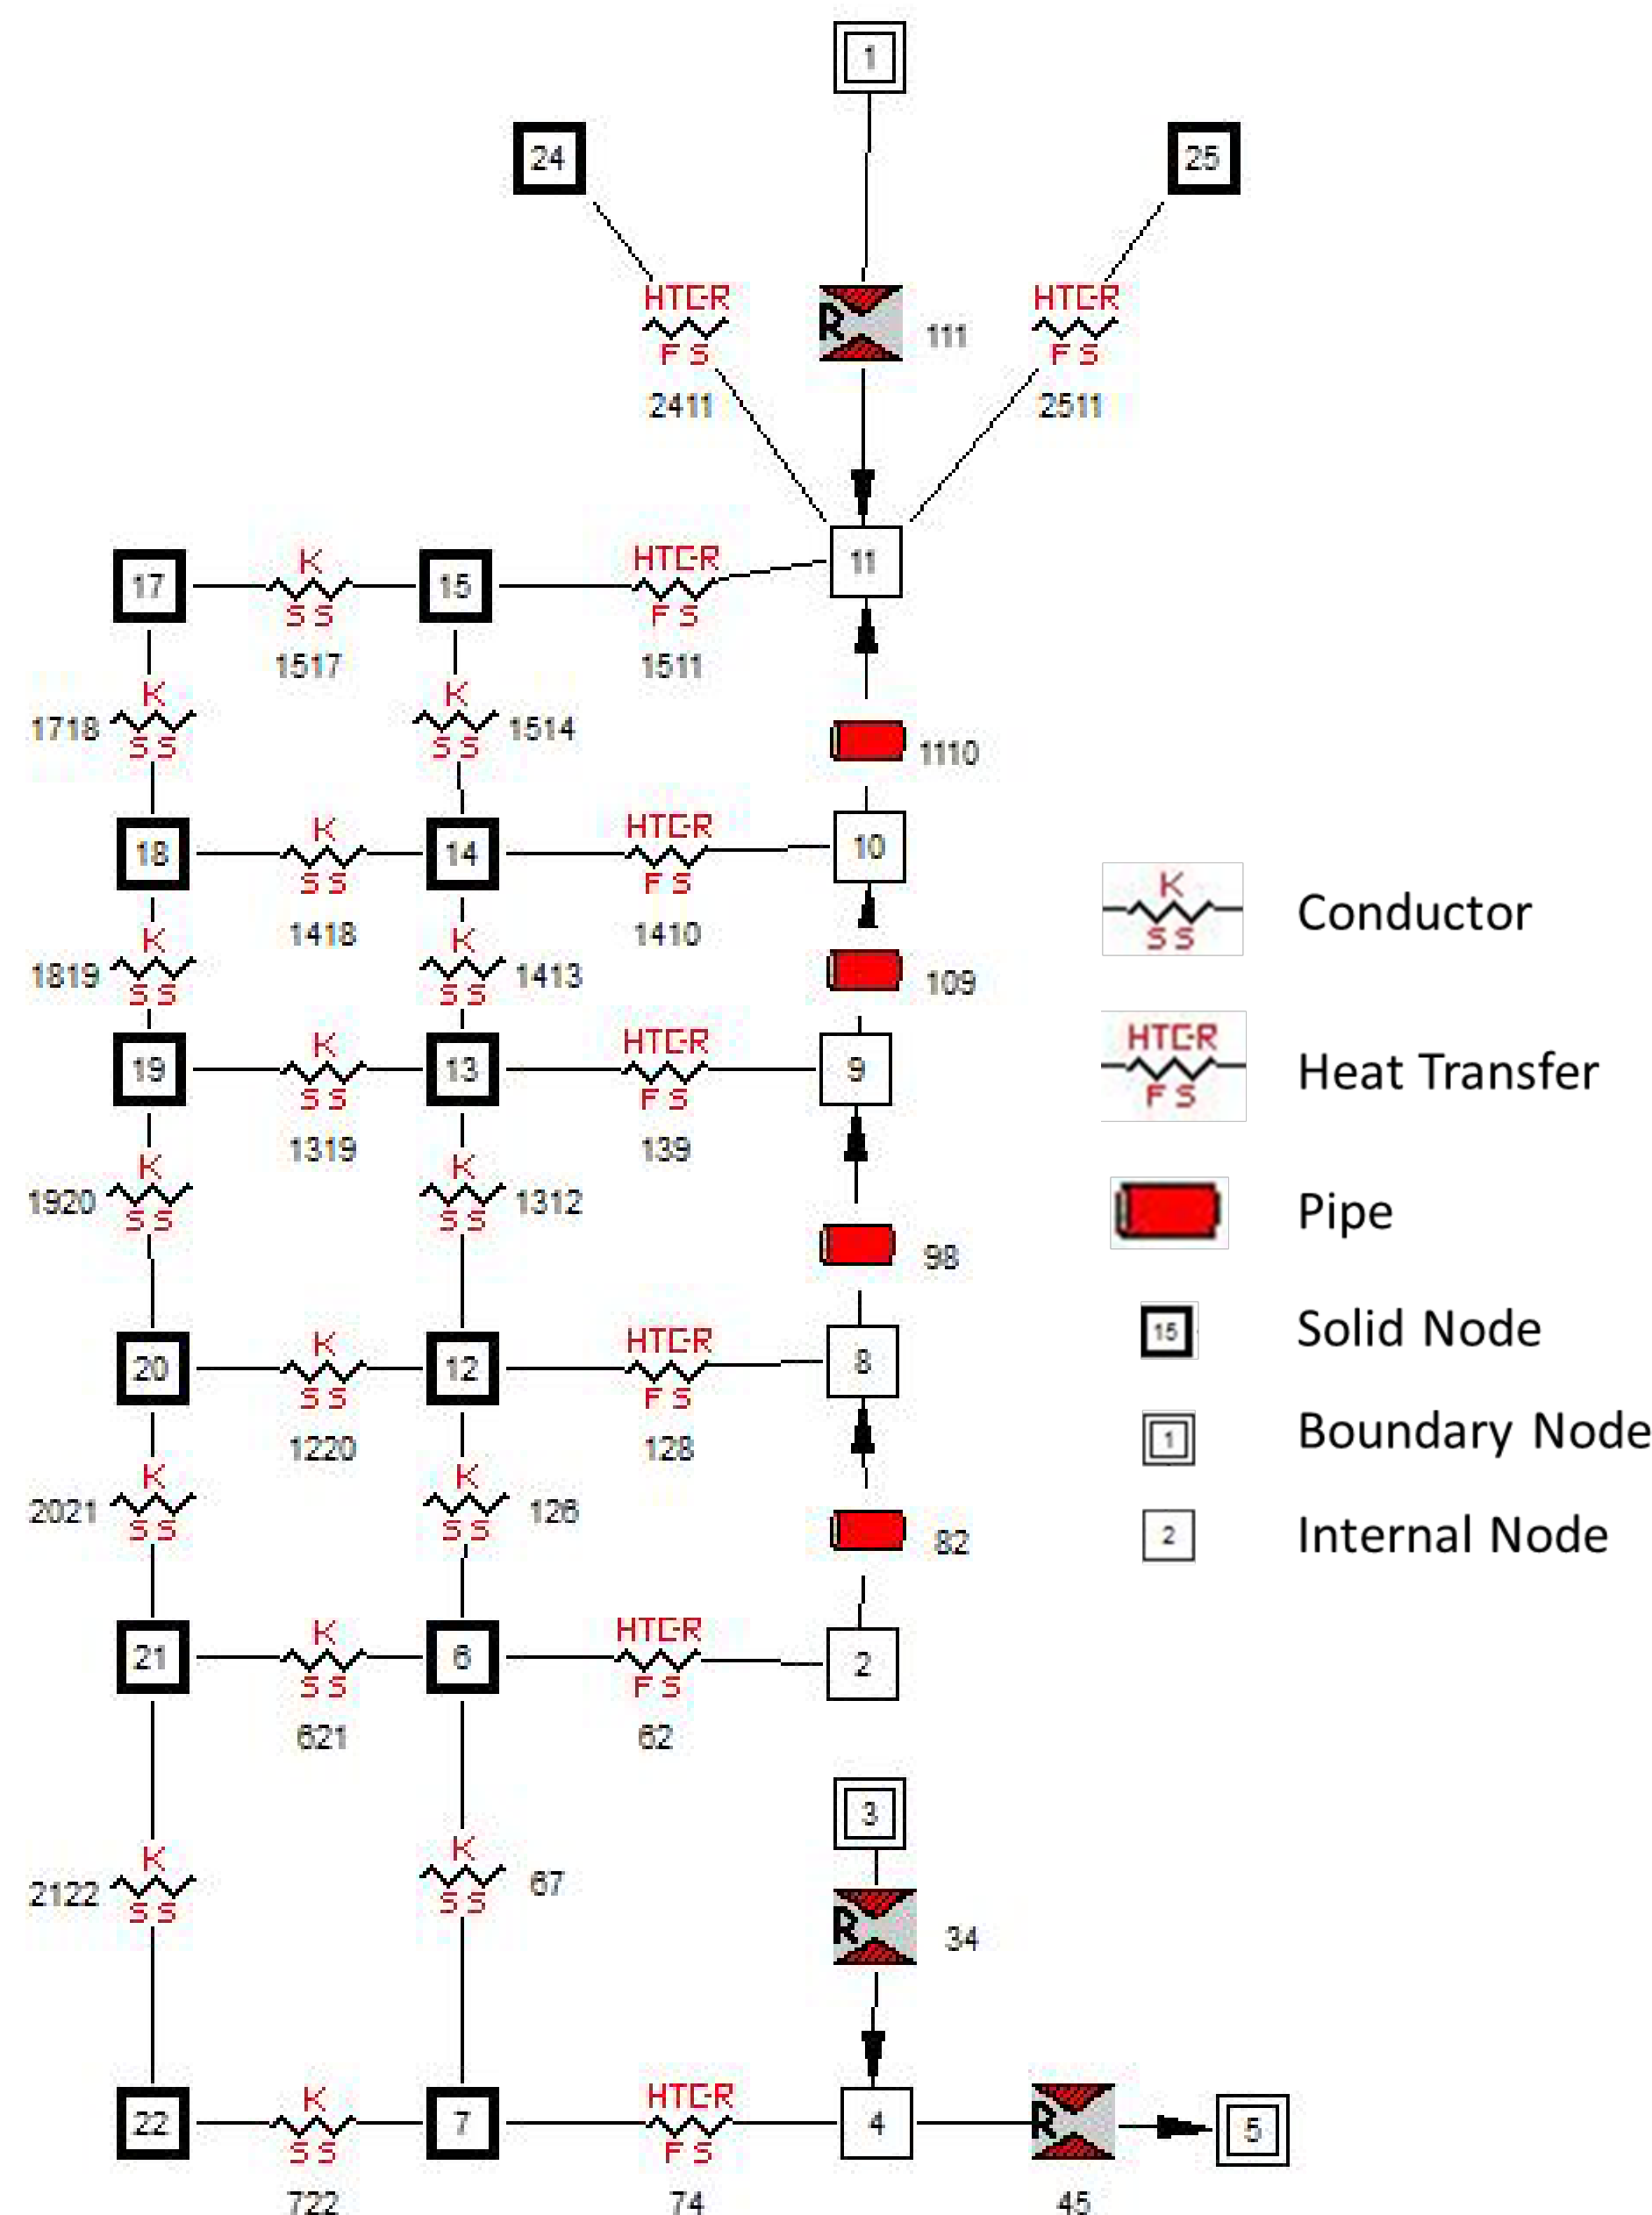 1
24
25
HTC-R
F S
2411
R
111
HTC-R
F S
2511
11
17
K
S S
1517
15
HTC-R
F S
1511
1718
K
S S
K
S S
1514
1110
18
K
S S
1418
14
HTC-R
F S
1410
10
1819
K
S S
K
S S
1413
109
19
K
S S
1319
13
HTC-R
F S
139
9
1920
K
S S
K
S S
1312
98
20
K
S S
1220
12
HTC-R
F S
128
8
2021
K
S S
K
S S
126
82
21
K
S S
621
6
HTC-R
F S
62
2
3
2122
K
S S
K
S S
67
R
34
22
K
S S
722
7
HTC-R
F S
74
4
R
45
5
K
S S
Conductor
HTC-R
F S
Heat Transfer
Pipe
15
Solid Node
1
Boundary Node
2
Internal Node